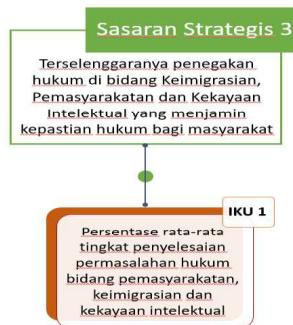 Sasaran Strategis 3
Terselenggaranya penegakan
hukum di bidang Keimigrasian,
Pemasyarakatan dan Kekayaan
Intelektual yang menjamin
kepastian hukum bagi masyarakat
IKU 1
Persentase rata-rata
tingkat penyelesaian
permasalahan hukum
bidang pemasyarakatan,
keimigrasian dan
kekayaan intelektual